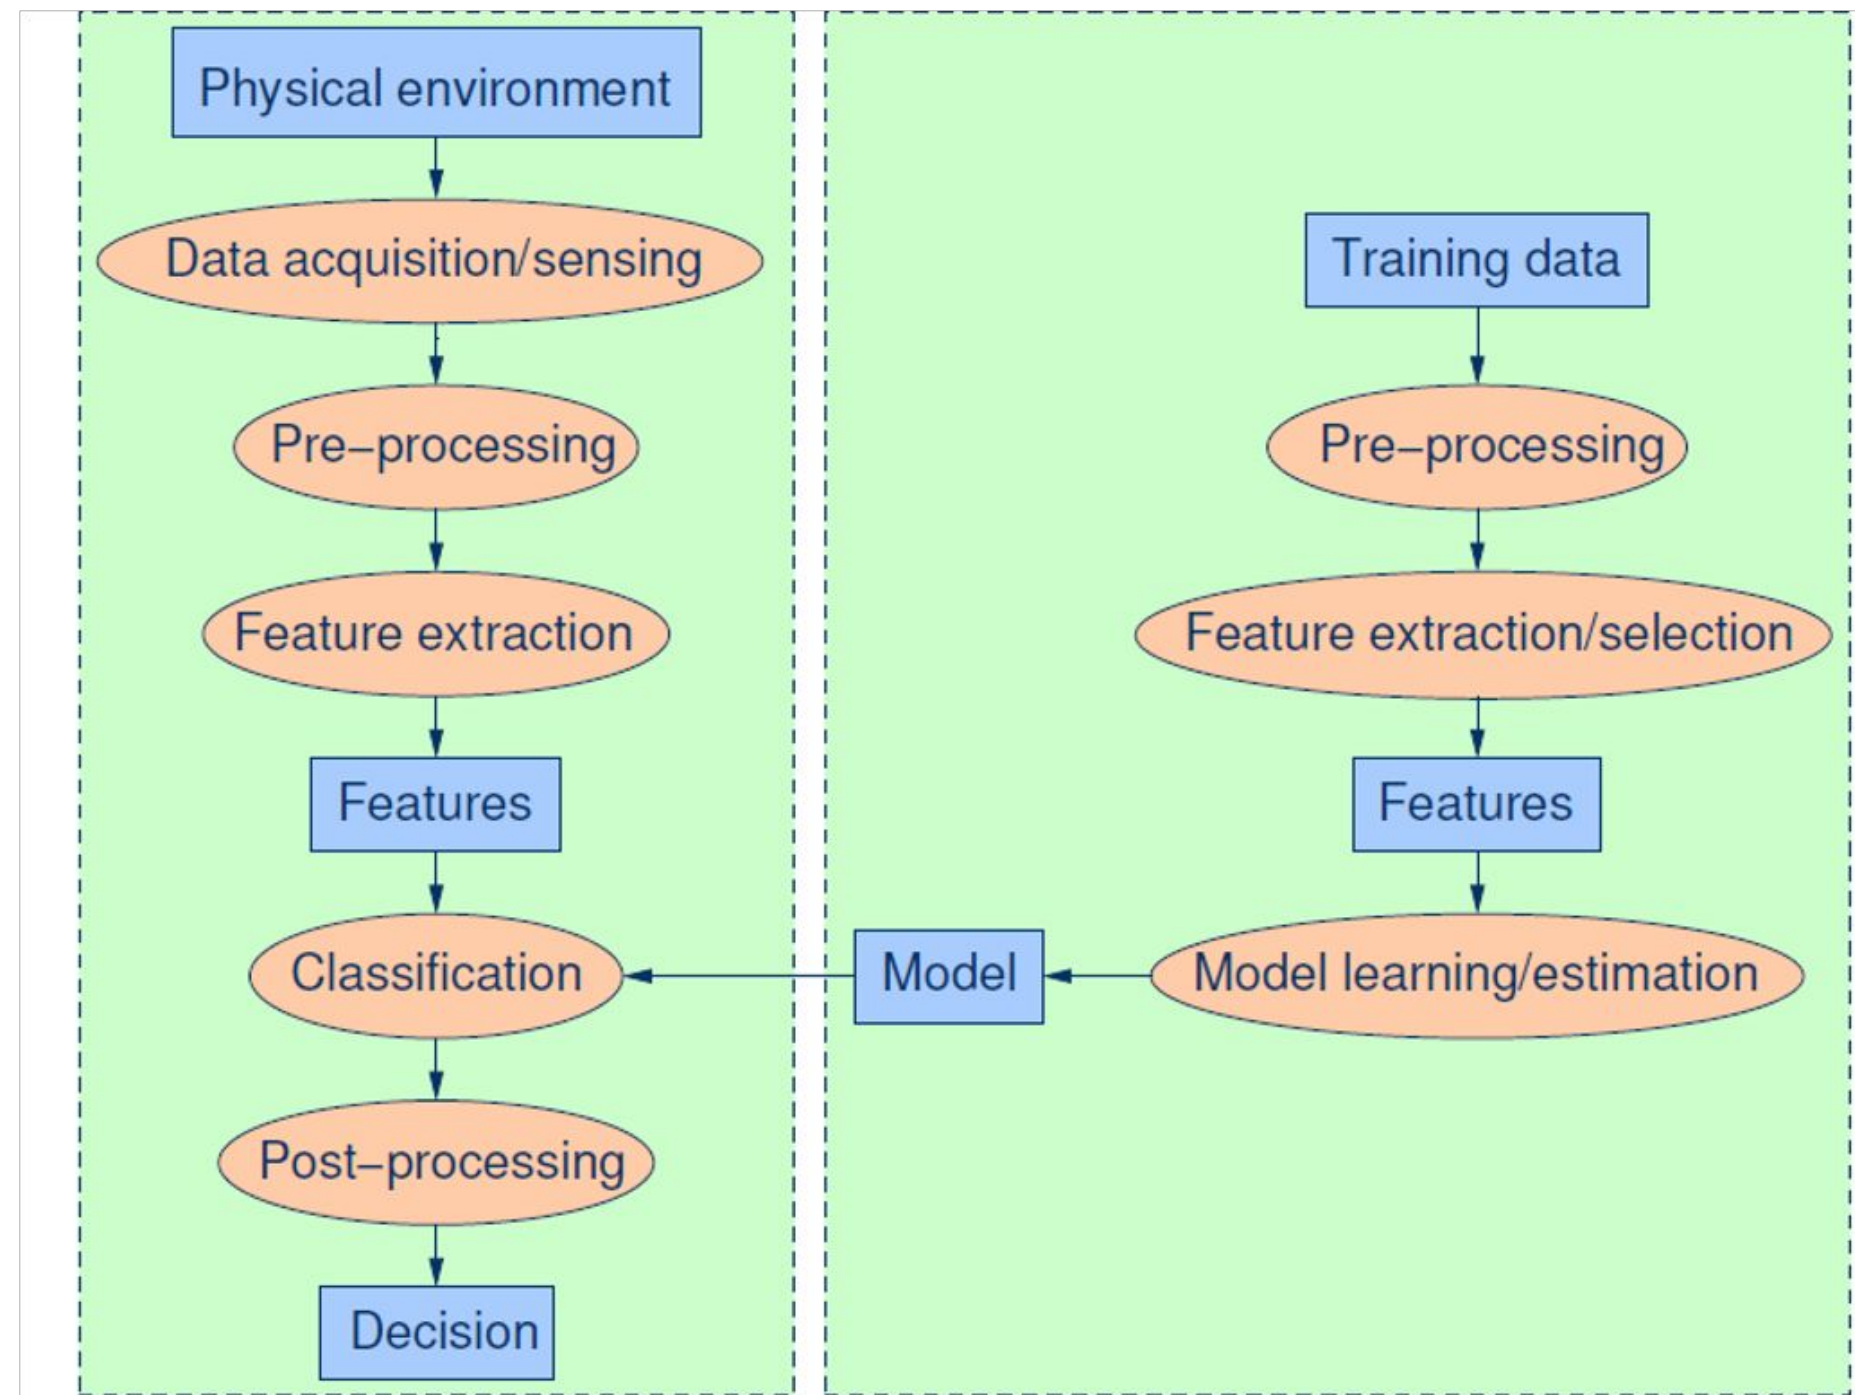 Physical environment
Data acquisition/sensing
Pre–processing
Feature extraction
Features
Classification
Post–processing
Decision
Training data
Pre–processing
Feature extraction/selection
Features
Model learning/estimation
Model